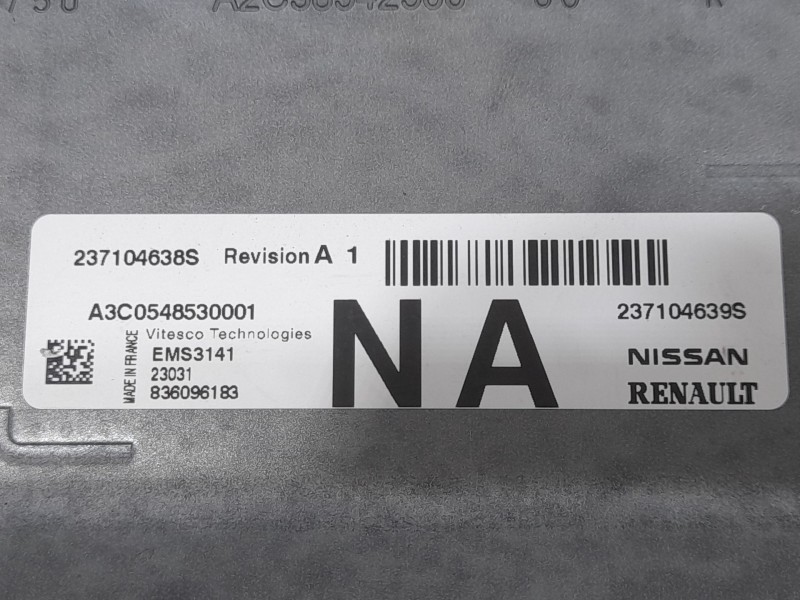 237104638S Revision A 1
A3C0548530001
237104639S
Vitesco Technologies
MADE IN FRANCE
EMS3141
23031
836096183
NA
NISSAN
RENAULT